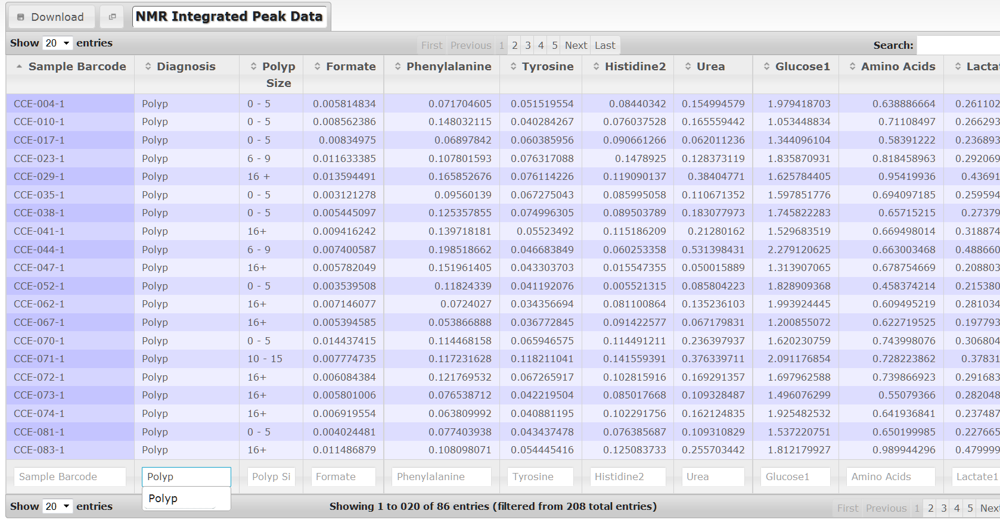 Download NMR Integrated Peak Data
Show 20 entries First Previous 1 2 3 4 5 Next Last Search:
Sample Barcode Diagnosis Polyp Size Formate Phenylalanine Tyrosine Histidine2 Urea Glucose1 Amino Acids Lacta
CCE-004-1 Polyp 0 - 5 0.005814834 0.071704605 0.051519554 0.08440342 0.154994579 1.979418703 0.638886664 0.261102
CCE-010-1 Polyp 0 - 5 0.008562386 0.148032115 0.040284267 0.076037528 0.165559442 1.053448834 0.71108497 0.266293
CCE-017-1 Polyp 0 - 5 0.00834975 0.06897842 0.060385956 0.090661266 0.062011236 1.344096104 0.58391222 0.236893
CCE-023-1 Polyp 6 - 9 0.011633385 0.107801593 0.076317088 0.1478925 0.128373119 1.835870931 0.818458963 0.292069
CCE-029-1 Polyp 16 + 0.013594491 0.165852676 0.076114226 0.119090137 0.38404771 1.625784405 0.95419936 0.43691
CCE-035-1 Polyp 0 - 5 0.003121278 0.09560139 0.067275043 0.085995058 0.110671352 1.597851776 0.694097185 0.259594
CCE-038-1 Polyp 0 - 5 0.005445097 0.125357855 0.074996305 0.089503789 0.183077973 1.745822283 0.65715215 0.27379
CCE-041-1 Polyp 16+ 0.009416242 0.139718181 0.05523492 0.115186209 0.21280162 1.529683519 0.669498014 0.318874
CCE-044-1 Polyp 6 - 9 0.007400587 0.198518662 0.046683849 0.060253358 0.531398431 2.279120625 0.663003468 0.488660
CCE-047-1 Polyp 16+ 0.005782049 0.151961405 0.043303703 0.015547355 0.050015889 1.313907065 0.678754669 0.208803
CCE-052-1 Polyp 0 - 5 0.003539508 0.11824339 0.041192076 0.005521315 0.085804223 1.828909368 0.458374214 0.215380
CCE-062-1 Polyp 16+ 0.007146077 0.0724027 0.034356694 0.081100864 0.135236103 1.993924445 0.609495219 0.281034
CCE-067-1 Polyp 16+ 0.005394585 0.053866888 0.036772845 0.091422577 0.067179831 1.200855072 0.622719525 0.197793
CCE-070-1 Polyp 0 - 5 0.014437415 0.114468158 0.065946575 0.114491211 0.236397937 1.620230759 0.743998076 0.306804
CCE-071-1 Polyp 10 - 15 0.007774735 0.117231628 0.118211041 0.141559391 0.376339711 2.091176854 0.728223862 0.37831
CCE-072-1 Polyp 16+ 0.006084384 0.121769532 0.067265917 0.102815916 0.169291357 1.697962588 0.739866923 0.291683
CCE-073-1 Polyp 16+ 0.005801006 0.076538712 0.042219504 0.085017668 0.109328487 1.496076299 0.55079366 0.282048
CCE-074-1 Polyp 16+ 0.006919554 0.063809992 0.040881195 0.102291756 0.162124835 1.925482532 0.641936841 0.237487
CCE-081-1 Polyp 0 - 5 0.004024481 0.077403938 0.043437478 0.076385687 0.109310829 1.537220751 0.650199985 0.227665
CCE-083-1 Polyp 16+ 0.011486879 0.108098071 0.054445416 0.125083733 0.255703442 1.812179927 0.989944296 0.479999
Sample Barcode Polyp Polyp Si Formate Phenylalanine Tyrosine Histidine2 Urea Glucose1 Amino Acids Lactate1
Polyp
Show 20 entries Showing 1 to 020 of 86 entries (filtered from 208 total entries) First Previous 1 2 3 4 5 Nex